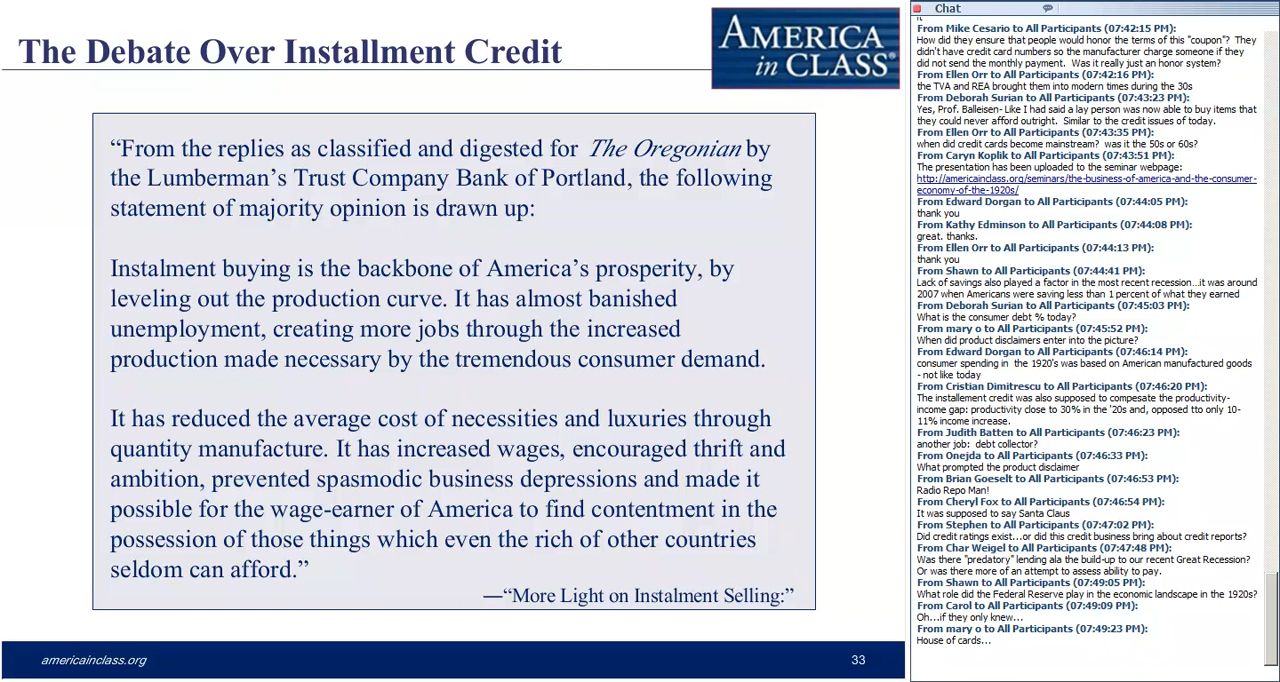 The Debate Over Installment Credit
AMERICA
in CLASS®
“From the replies as classified and digested for The Oregonian by
the Lumberman’s Trust Company Bank of Portland, the following
statement of majority opinion is drawn up:
Instalment buying is the backbone of America’s prosperity, by
leveling out the production curve. It has almost banished
unemployment, creating more jobs through the increased
production made necessary by the tremendous consumer demand.
It has reduced the average cost of necessities and luxuries through
quantity manufacture. It has increased wages, encouraged thrift and
ambition, prevented spasmodic business depressions and made it
possible for the wage-earner of America to find contentment in the
possession of those things which even the rich of other countries
seldom can afford.”
—“More Light on Instalment Selling:”
americainclass.org
33
Chat
From Mike Cesario to All Participants (07:42:15 PM):
How did they ensure that people would honor the terms of this "coupon"? They
didn't have credit card numbers so the manufacturer charge someone if they
did not send the monthly payment. Was it really just an honor system?
From Ellen Orr to All Participants (07:42:16 PM):
the TVA and REA brought them into modern times during the 30s
From Deborah Surian to All Participants (07:43:23 PM):
Yes, Prof. Balleisen- Like I had said a lay person was now able to buy items that
they could never afford outright. Similar to the credit issues of today.
From Ellen Orr to All Participants (07:43:35 PM):
when did credit cards become mainstream? was it the 50s or 60s?
From Caryn Koplik to All Participants (07:43:51 PM):
The presentation has been uploaded to the seminar webpage:
http://americainclass.org/seminars/the-business-of-america-and-the-consumer-
economy-of-the-1920s/
From Edward Dorgan to All Participants (07:44:05 PM):
thank you
From Kathy Edminson to All Participants (07:44:08 PM):
great. thanks.
From Ellen Orr to All Participants (07:44:13 PM):
thank you
From Shawn to All Participants (07:44:41 PM):
Lack of savings also played a factor in the most recent recession...it was around
2007 when Americans were saving less than 1 percent of what they earned
From Deborah Surian to All Participants (07:45:03 PM):
What is the consumer debt % today?
From mary o to All Participants (07:45:52 PM):
When did product disclaimers enter into the picture?
From Edward Dorgan to All Participants (07:46:14 PM):
consumer spending in the 1920's was based on American manufactured goods
- not like today
From Cristian Dimitrescu to All Participants (07:46:20 PM):
The installement credit was also supposed to compesate the productivity-
income gap: productivity close to 30% in the '20s and, opposed tto only 10-
11% income increase.
From Judith Batten to All Participants (07:46:23 PM):
another job: debt collector?
From Onejda to All Participants (07:46:33 PM):
What prompted the product disclaimer
From Brian Goeselt to All Participants (07:46:53 PM):
Radio Repo Man!
From Cheryl Fox to All Participants (07:46:54 PM):
It was supposed to say Santa Claus
From Stephen to All Participants (07:47:02 PM):
Did credit ratings exist...or did this credit business bring about credit reports?
From Char Weigel to All Participants (07:47:48 PM):
Was there "predatory" lending ala the build-up to our recent Great Recession?
Or was there more of an attempt to assess ability to pay.
From Shawn to All Participants (07:49:05 PM):
What role did the Federal Reserve play in the economic landscape in the 1920s?
From Carol to All Participants (07:49:09 PM):
Oh...if they only knew...
From mary o to All Participants (07:49:23 PM):
House of cards...